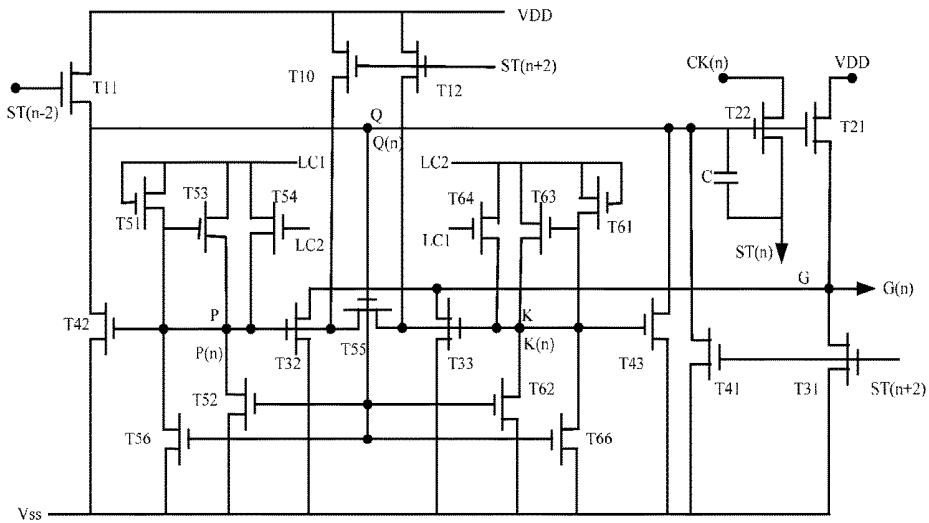 VDD
T11
T10
T12
ST(n+2)
CK(n)
VDD
ST(n-2)
T22
T21
Q
Q(n)
LC1
LC2
C
T53
T54
T64
T63
T51
T61
LC2
LC1
ST(n)
G
G(n)
T42
P
K
P(n)
T32
T55
T33
K(n)
T43
T41
T31
ST(n+2)
T52
T62
T56
T66
Vss